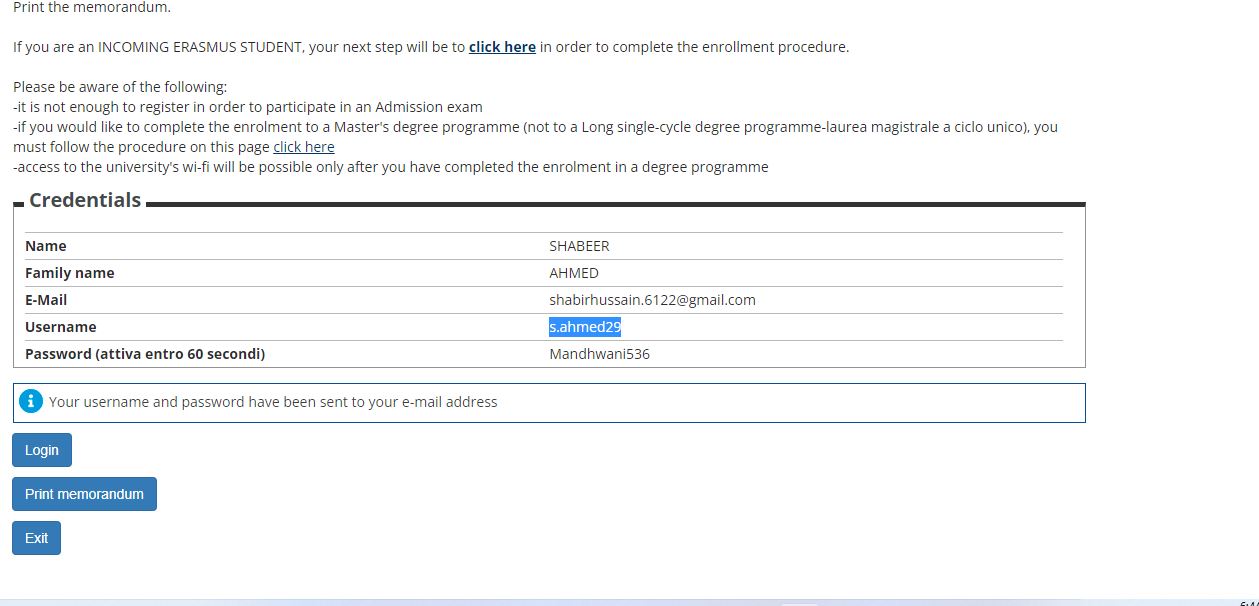 Print the memorandum.
If you are an INCOMING ERASMUS STUDENT, your next step will be to click here in order to complete the enrollment procedure.
Please be aware of the following:
-it is not enough to register in order to participate in an Admission exam
-if you would like to complete the enrolment to a Master's degree programme (not to a Long single-cycle degree programme-laurea magistrale a ciclo unico), you
must follow the procedure on this page click here
-access to the university's wi-fi will be possible only after you have completed the enrolment in a degree programme
Credentials
Name SHABEER
Family name AHMED
E-Mail shabirhussain.6122@gmail.com
Username s.ahmed29
Password (attiva entro 60 secondi) Mandhwani536
Your username and password have been sent to your e-mail address
Login
Print memorandum
Exit